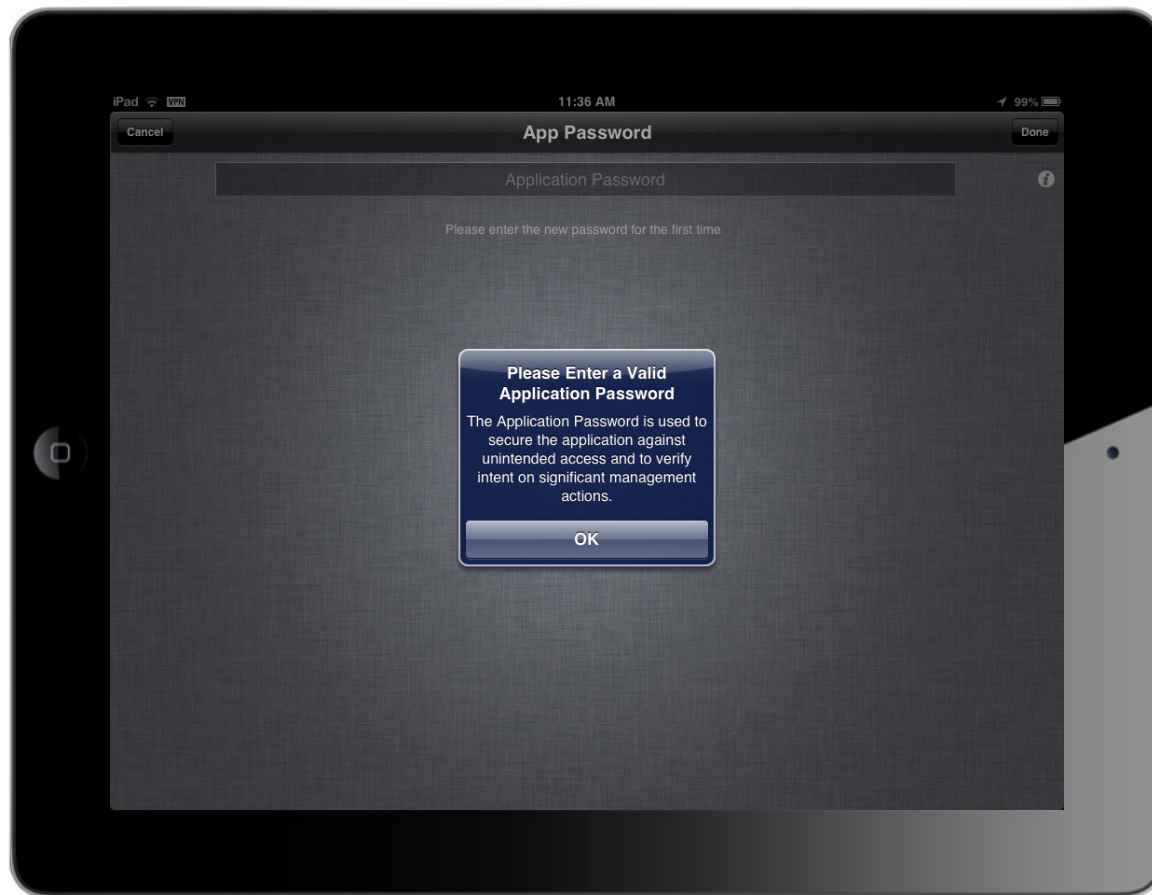 iPad VPN 11:36 AM 99%
Cancel App Password Done
Application Password
Please enter the new password for the first time
Please Enter a Valid
Application Password
The Application Password is used to
secure the application against
unintended access and to verify
intent on significant management
actions.
OK